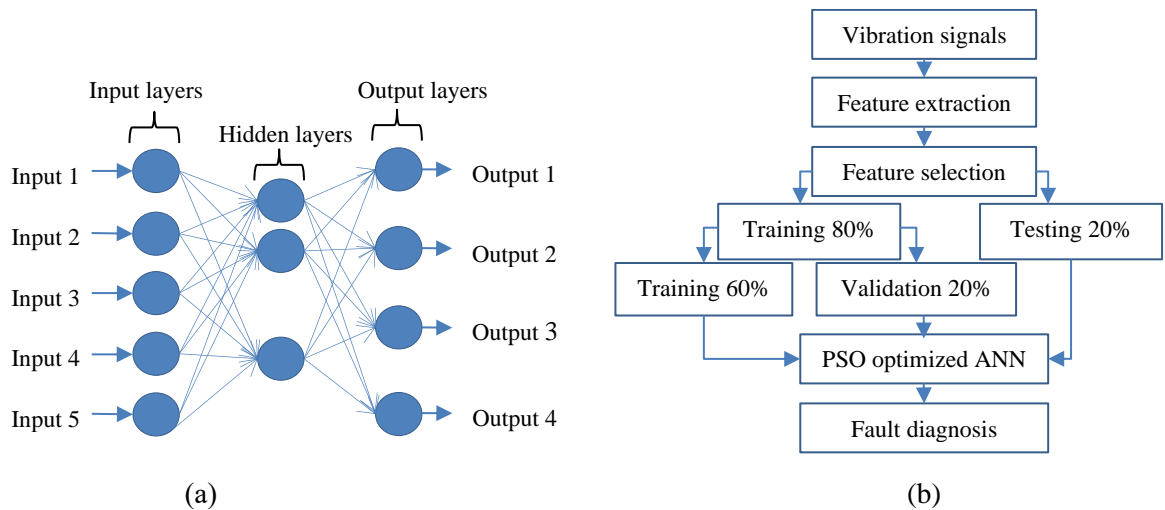 Input layers
Hidden layers
Output layers
Input 1
Input 2
Input 3
Input 4
Input 5
Output 1
Output 2
Output 3
Output 4
(a)
Vibration signals
Feature extraction
Feature selection
Training 80%
Testing 20%
Training 60%
Validation 20%
PSO optimized ANN
Fault diagnosis
(b)